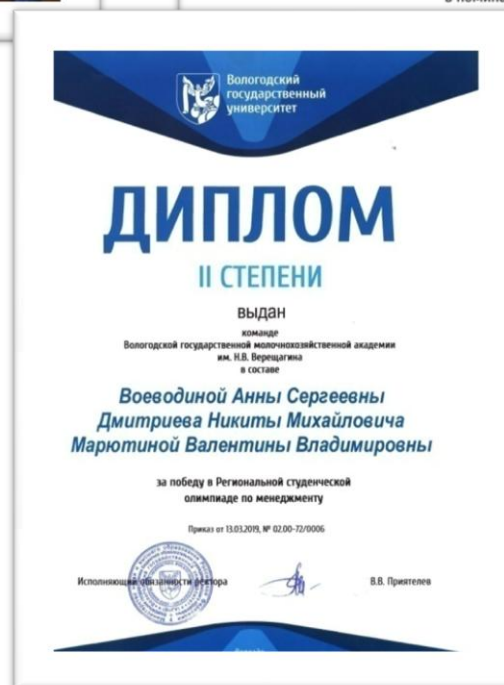 Вологодский
государственный
университет
ДИПЛОМ
II СТЕПЕНИ
выдан
команде
Вологодской государственной молочнохозяйственной академии
им. Н.В. Верещагина
в составе
Воеводиной Анны Сергеевны
Дмитриева Никиты Михайловича
Марютиной Валентины Владимировны
за победу в Региональной студенческой
олимпиаде по менеджменту
Приказ от 13.03.2019, № 02.00-72/0006
Исполняющий обязанности ректора
В.В. Приятелев